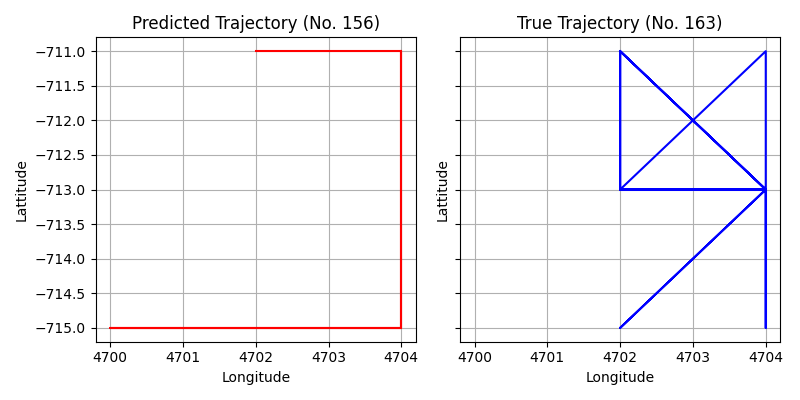 Predicted Trajectory (No. 156)
True Trajectory (No. 163)
−711.0
−711.5
−712.0
−712.5
−713.0
−713.5
−714.0
−714.5
−715.0
Lattitude
Lattitude
4700 4701 4702 4703 4704
4700 4701 4702 4703 4704
Longitude
Longitude